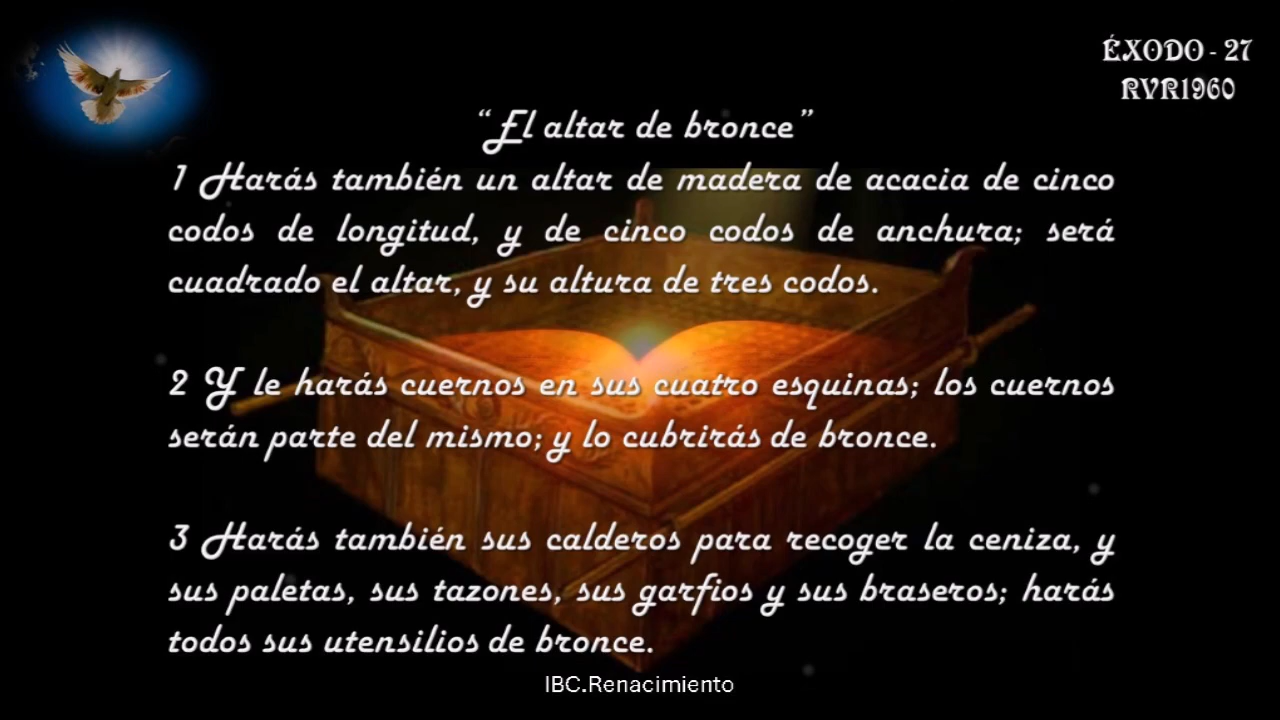 ÉXODO - 27
RVR1960
“El altar de bronce”
1 Harás también un altar de madera de acacia de cinco
codos de longitud, y de cinco codos de anchura; será
cuadrado el altar, y su altura de tres codos.
2 Y le harás cuernos en sus cuatro esquinas; los cuernos
serán parte del mismo; y lo cubrirás de bronce.
3 Harás también sus calderos para recoger la ceniza, y
sus paletas, sus tazones, sus garfios y sus braseros; harás
todos sus utensilios de bronce.
IBC.Renacimiento